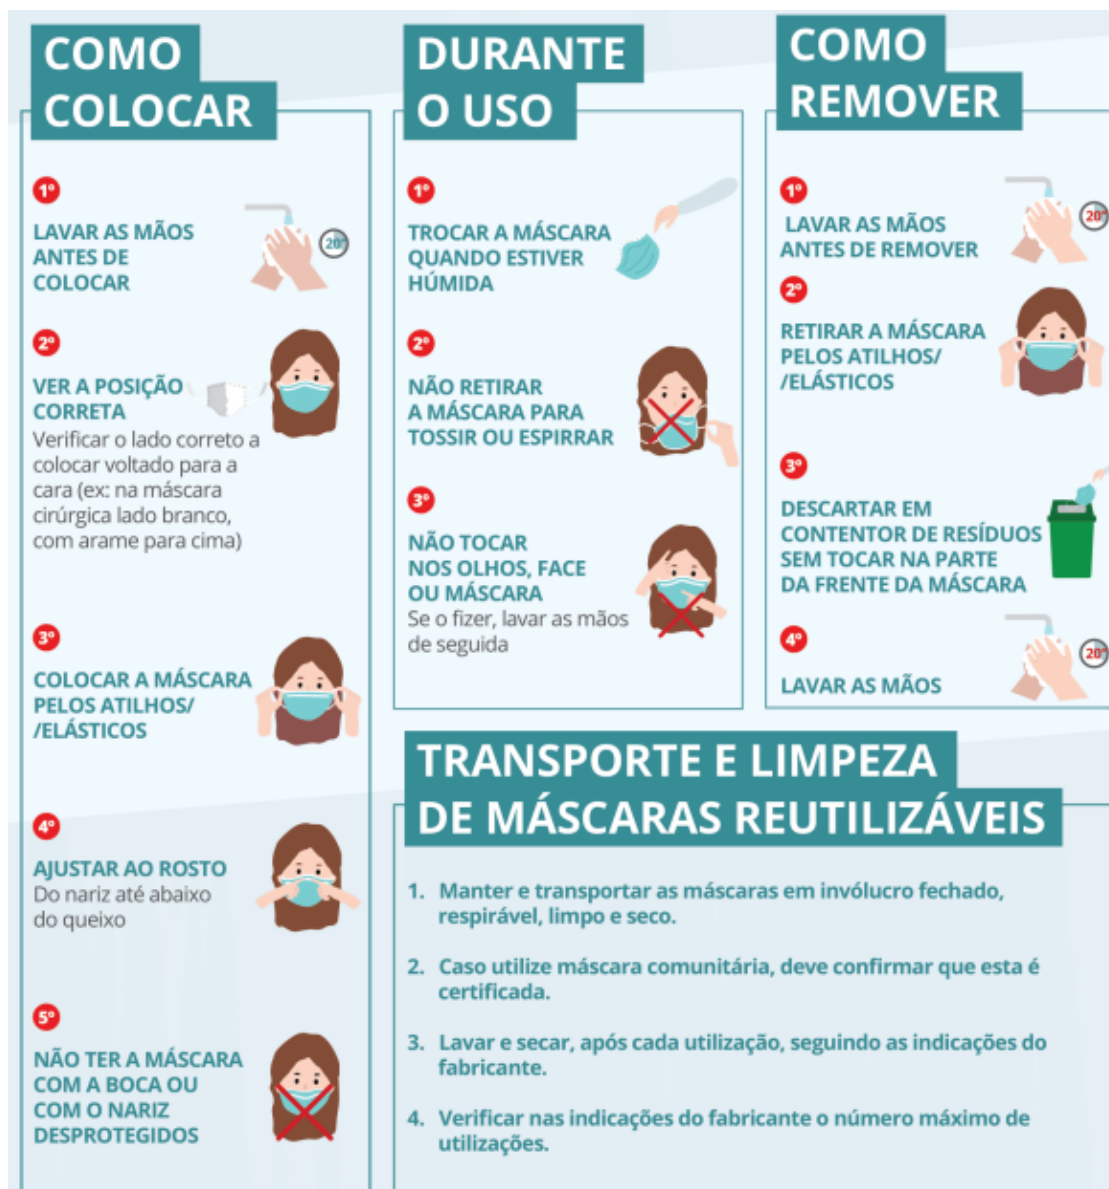 COMO
COLOCAR
1º
LAVAR AS MÃOS
ANTES DE
COLOCAR
20"
2º
VER A POSIÇÃO
CORRETA
Verificar o lado correto a
colocar voltado para a
cara (ex: na máscara
cirúrgica lado branco,
com arame para cima)
3º
COLOCAR A MÁSCARA
PELOS ATILHOS/
/ELÁSTICOS
4º
AJUSTAR AO ROSTO
Do nariz até abaixo
do queixo
5º
NÃO TER A MÁSCARA
COM A BOCA OU
COM O NARIZ
DESPROTEGIDOS
DURANTE
O USO
1º
TROCAR A MÁSCARA
QUANDO ESTIVER
HÚMIDA
2º
NÃO RETIRAR
A MÁSCARA PARA
TOSSIR OU ESPIRRAR
3º
NÃO TOCAR
NOS OLHOS, FACE
OU MÁSCARA
Se o fizer, lavar as mãos
de seguida
COMO
REMOVER
1º
LAVAR AS MÃOS
ANTES DE REMOVER
20"
2º
RETIRAR A MÁSCARA
PELOS ATILHOS/
/ELÁSTICOS
3º
DESCARTAR EM
CONTENTOR DE RESÍDUOS
SEM TOCAR NA PARTE
DA FRENTE DA MÁSCARA
4º
LAVAR AS MÃOS
20"
TRANSPORTE E LIMPEZA
DE MÁSCARAS REUTILIZÁVEIS
1. Manter e transportar as máscaras em invólucro fechado,
respirável, limpo e seco.
2. Caso utilize máscara comunitária, deve confirmar que esta é
certificada.
3. Lavar e secar, após cada utilização, seguindo as indicações do
fabricante.
4. Verificar nas indicações do fabricante o número máximo de
utilizações.